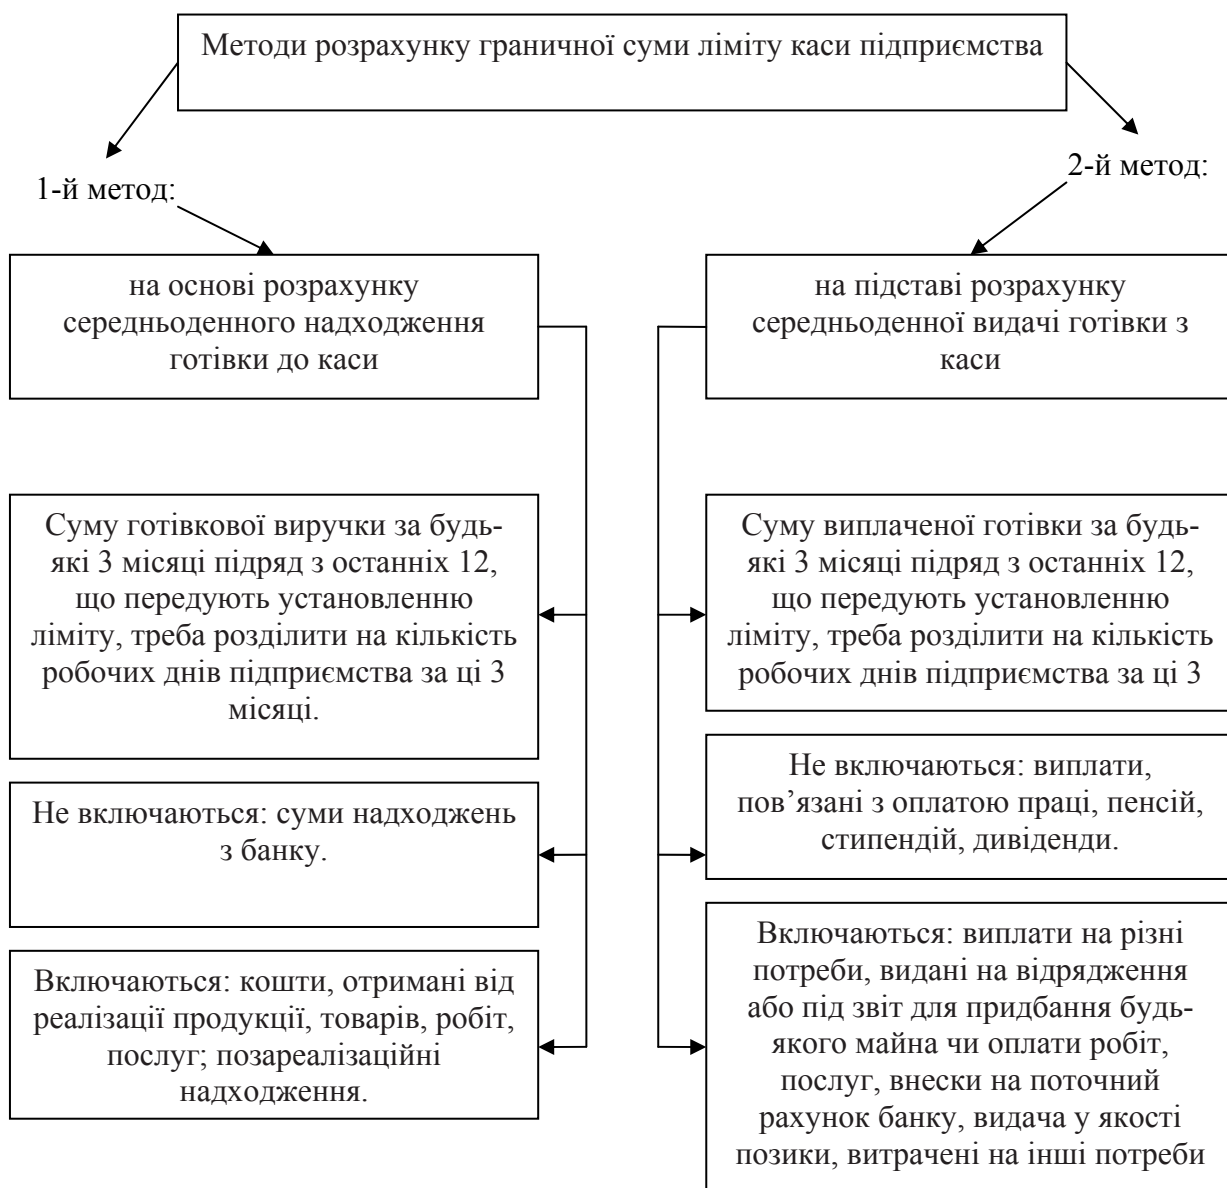 Методи розрахунку граничної суми ліміту каси підприємства
1-й метод:
2-й метод:
на основі розрахунку
середньоденного надходження
готівки до каси
на підставі розрахунку
середньоденної видачі готівки з
каси
Суму готівкової виручки за будь-
які 3 місяці підряд з останніх 12,
що передують установленню
ліміту, треба розділити на кількість
робочих днів підприємства за ці 3
місяці.
Суму виплаченої готівки за будь-
які 3 місяці підряд з останніх 12,
що передують установленню
ліміту, треба розділити на кількість
робочих днів підприємства за ці 3
Не включаються: суми надходжень
з банку.
Не включаються: виплати,
пов’язані з оплатою праці, пенсій,
стипендій, дивіденди.
Включаються: кошти, отримані від
реалізації продукції, товарів, робіт,
послуг; позареалізаційні
надходження.
Включаються: виплати на різні
потреби, видані на відрядження
або під звіт для придбання будь-
якого майна чи оплати робіт,
послуг, внески на поточний
рахунок банку, видача у якості
позики, витрачені на інші потреби